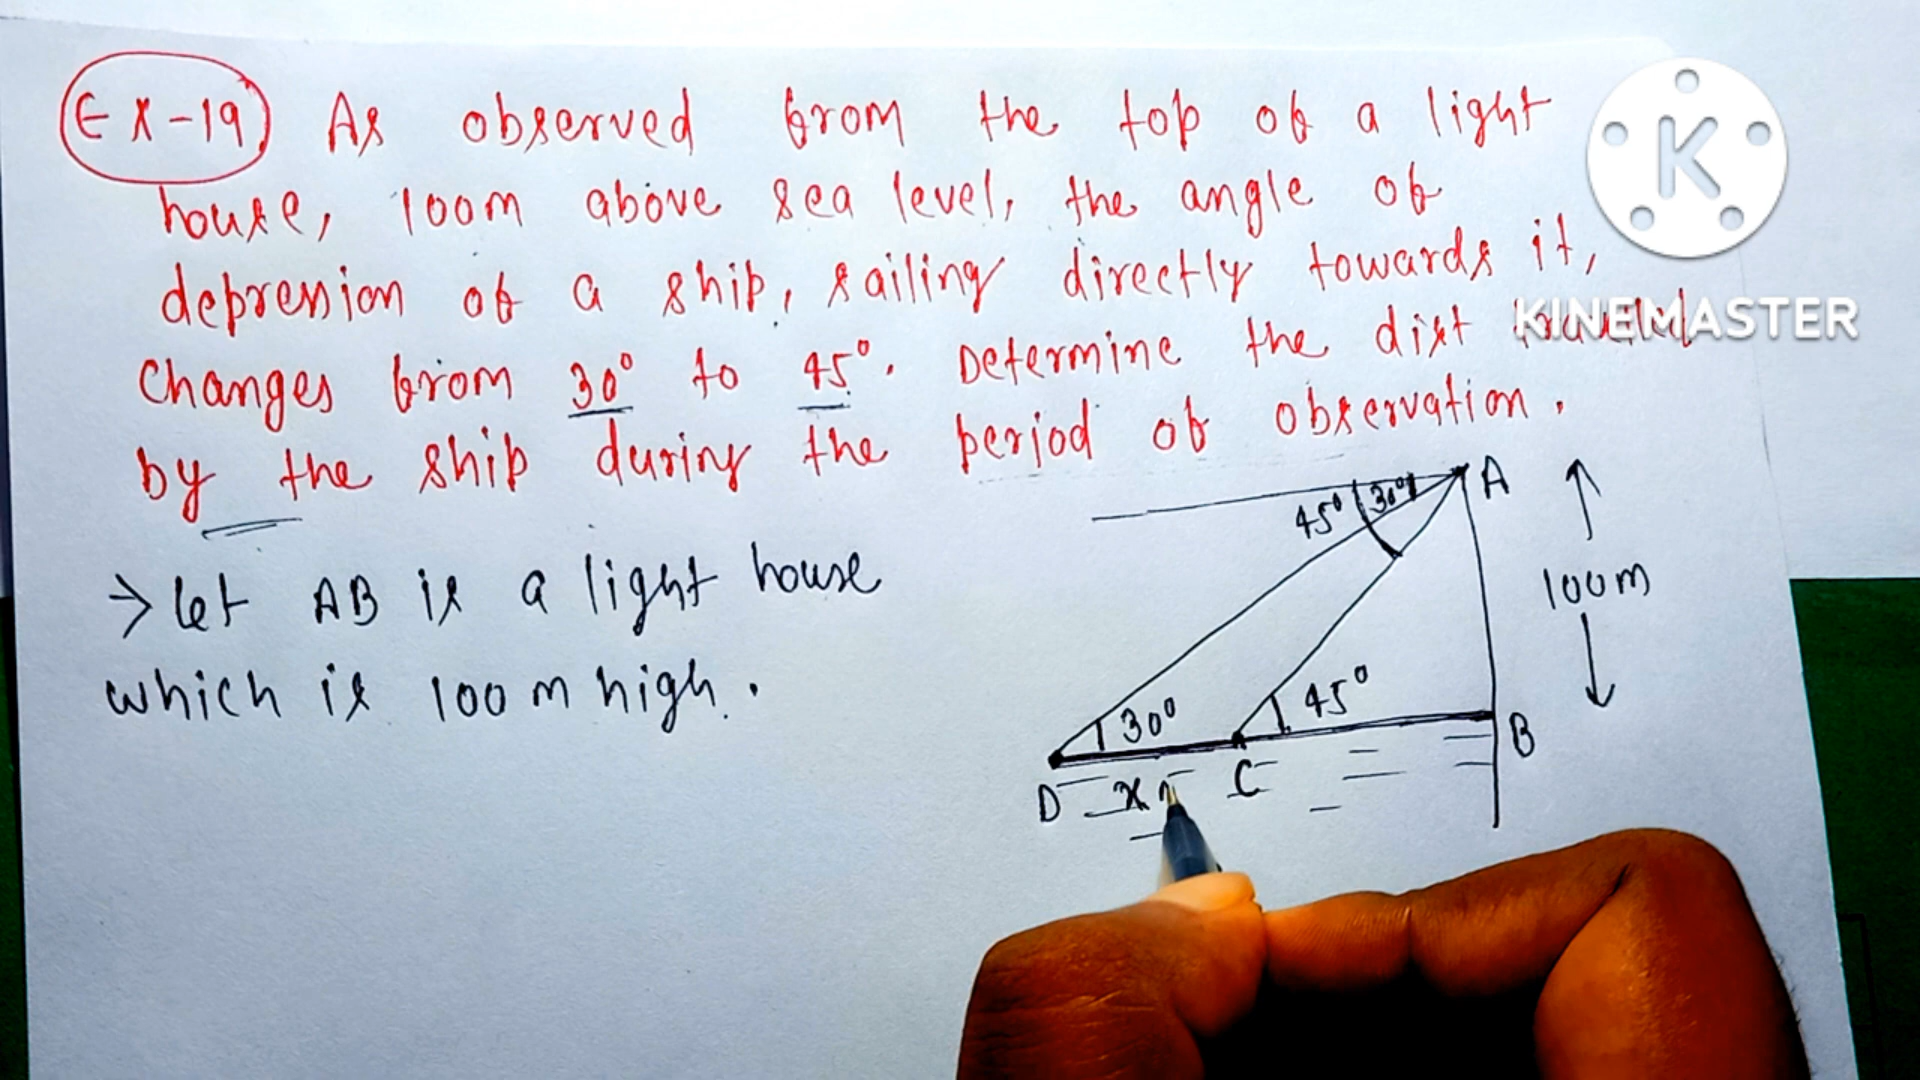 Ex-19 As observed from the top of a light
house, 100m above sea level, the angle of
depression of a ship, sailing directly towards it,
changes from 30° to 45°. Determine the dist travelled
by the ship during the period of observation.
K
KINEMASTER
→ let AB is a light house
which is 100 m high.
A
45° 30°
100m
30° 45°
B
D x C